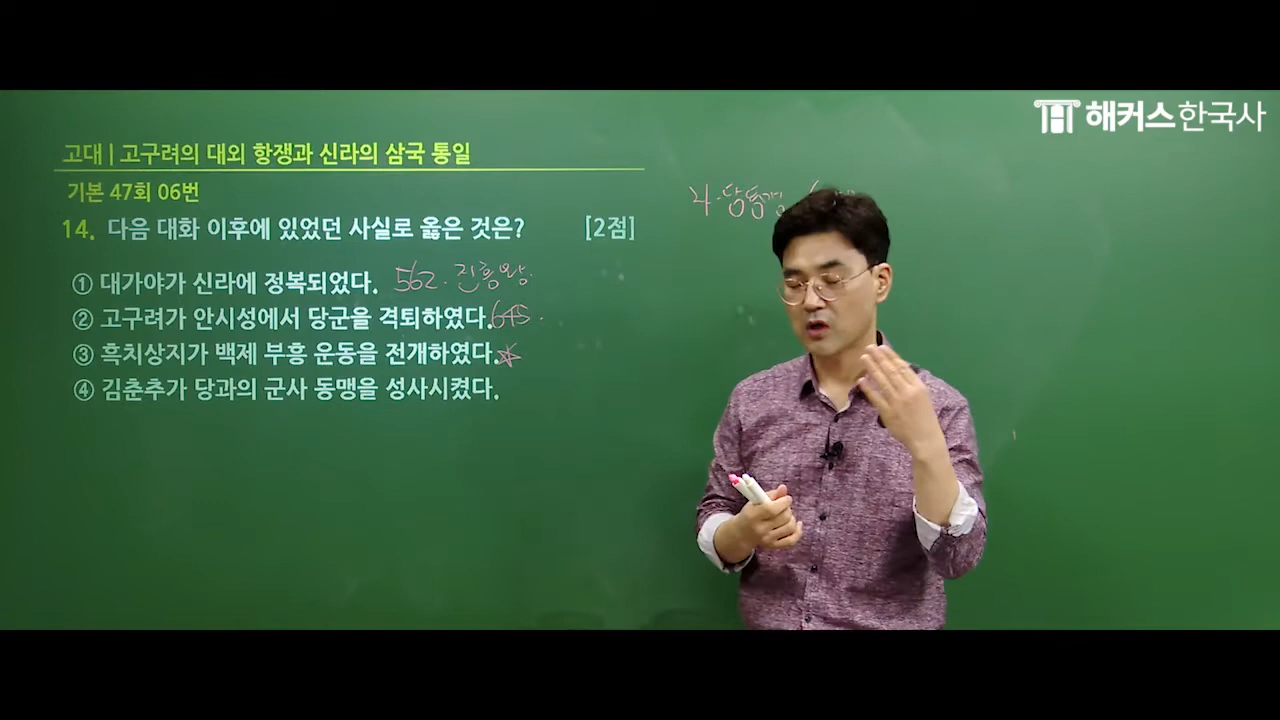 해커스한국사
고대 | 고구려의 대외 항쟁과 신라의 삼국 통일
기본 47회 06번
14. 다음 대화 이후에 있었던 사실로 옳은 것은? [2점]
① 대가야가 신라에 정복되었다. 562. 진흥왕.
② 고구려가 안시성에서 당군을 격퇴하였다. 645.
③ 흑치상지가 백제 부흥 운동을 전개하였다.
④ 김춘추가 당과의 군사 동맹을 성사시켰다.